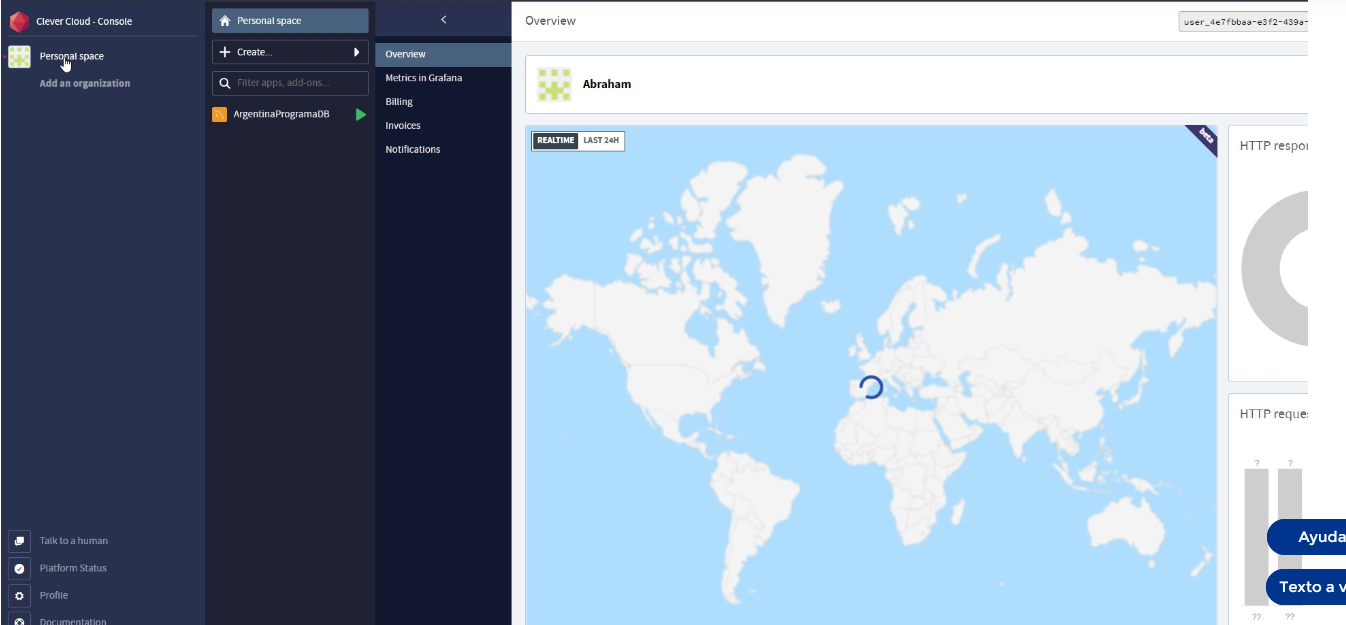 Clever Cloud - Console
Personal space
Add an organization
Talk to a human
Platform Status
Profile
Documentation
Personal space
Create...
Filter apps, add-ons...
ArgentinaProgramaDB
Overview
Metrics in Grafana
Billing
Invoices
Notifications
Overview
user_4e7fbbaa-e3f2-439a-
Abraham
REALTIME LAST 24H
beta
HTTP respor
HTTP reque
? ?
?? ??
Ayuda
Texto a v